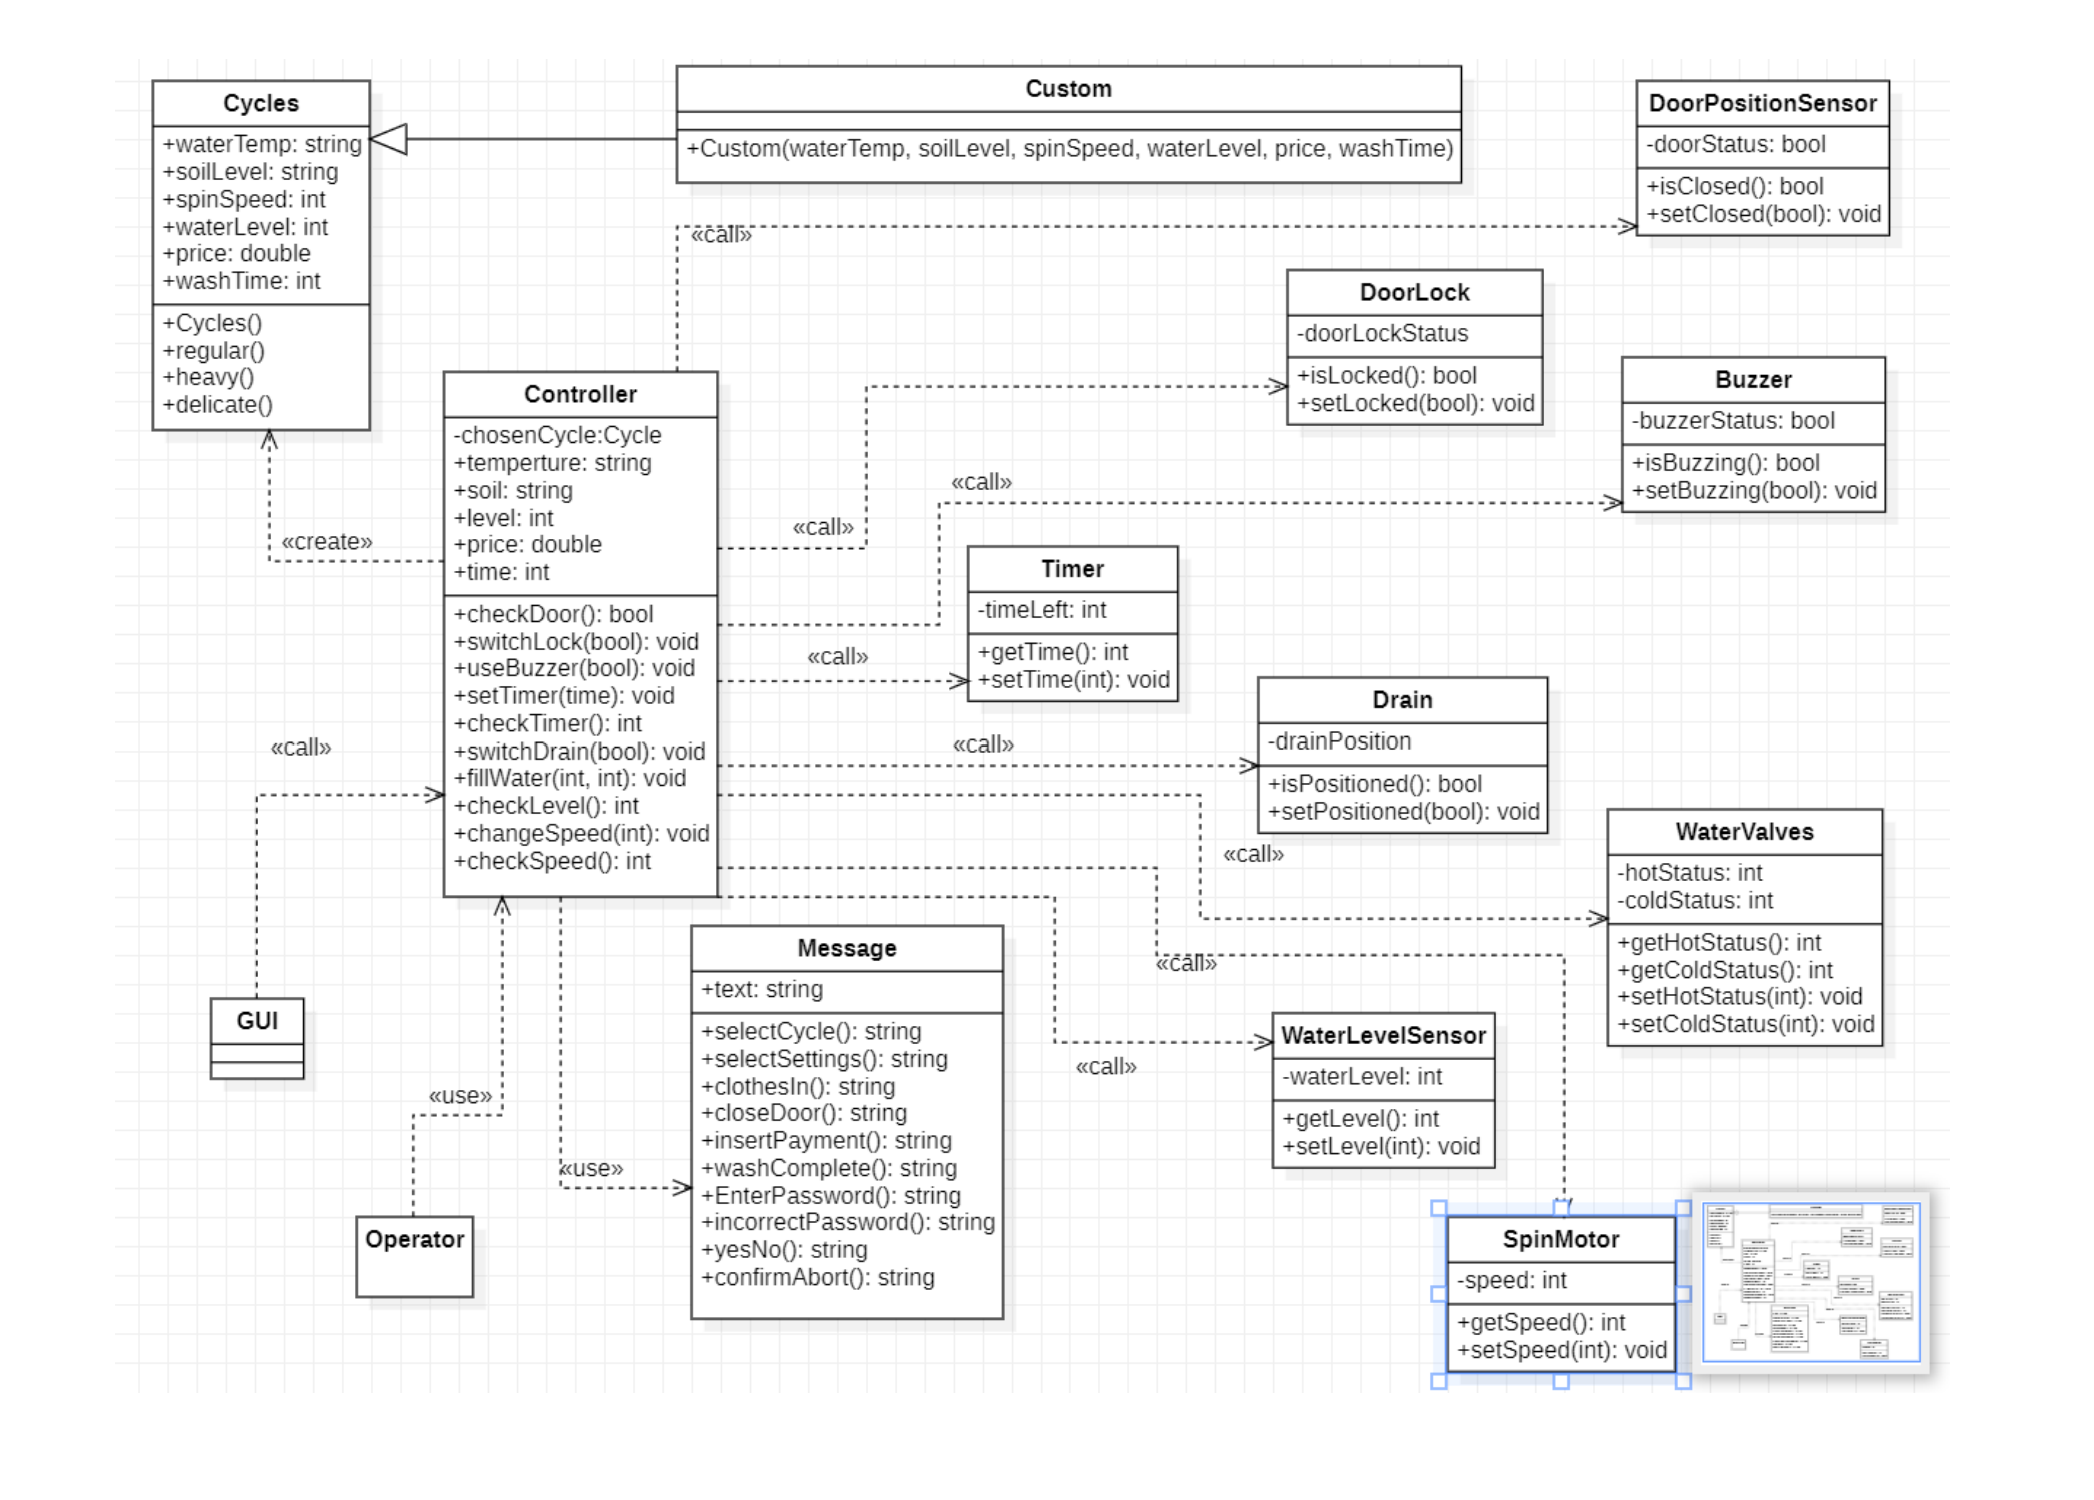 Cycles
+waterTemp: string
+soilLevel: string
+spinSpeed: int
+waterLevel: int
+price: double
+washTime: int
+Cycles()
+regular()
+heavy()
+delicate()
Custom
+Custom(waterTemp, soilLevel, spinSpeed, waterLevel, price, washTime)
DoorPositionSensor
-doorStatus: bool
+isClosed(): bool
+setClosed(bool): void
«call»
DoorLock
-doorLockStatus
+isLocked(): bool
+setLocked(bool): void
Buzzer
-buzzerStatus: bool
+isBuzzing(): bool
+setBuzzing(bool): void
Controller
-chosenCycle:Cycle
+temperture: string
+soil: string
+level: int
+price: double
+time: int
+checkDoor(): bool
+switchLock(bool): void
+useBuzzer(bool): void
+setTimer(time): void
+checkTimer(): int
+switchDrain(bool): void
+fillWater(int, int): void
+checkLevel(): int
+changeSpeed(int): void
+checkSpeed(): int
«create»
«call»
«call»
«call»
Timer
-timeLeft: int
+getTime(): int
+setTime(int): void
«call»
«call»
Drain
-drainPosition
+isPositioned(): bool
+setPositioned(bool): void
«call»
WaterValves
-hotStatus: int
-coldStatus: int
+getHotStatus(): int
+getColdStatus(): int
+setHotStatus(int): void
+setColdStatus(int): void
«call»
Message
+text: string
+selectCycle(): string
+selectSettings(): string
+clothesIn(): string
+closeDoor(): string
+insertPayment(): string
+washComplete(): string
+EnterPassword(): string
+incorrectPassword(): string
+yesNo(): string
+confirmAbort(): string
GUI
«use»
«use»
Operator
WaterLevelSensor
-waterLevel: int
+getLevel(): int
+setLevel(int): void
«call»
SpinMotor
-speed: int
+getSpeed(): int
+setSpeed(int): void